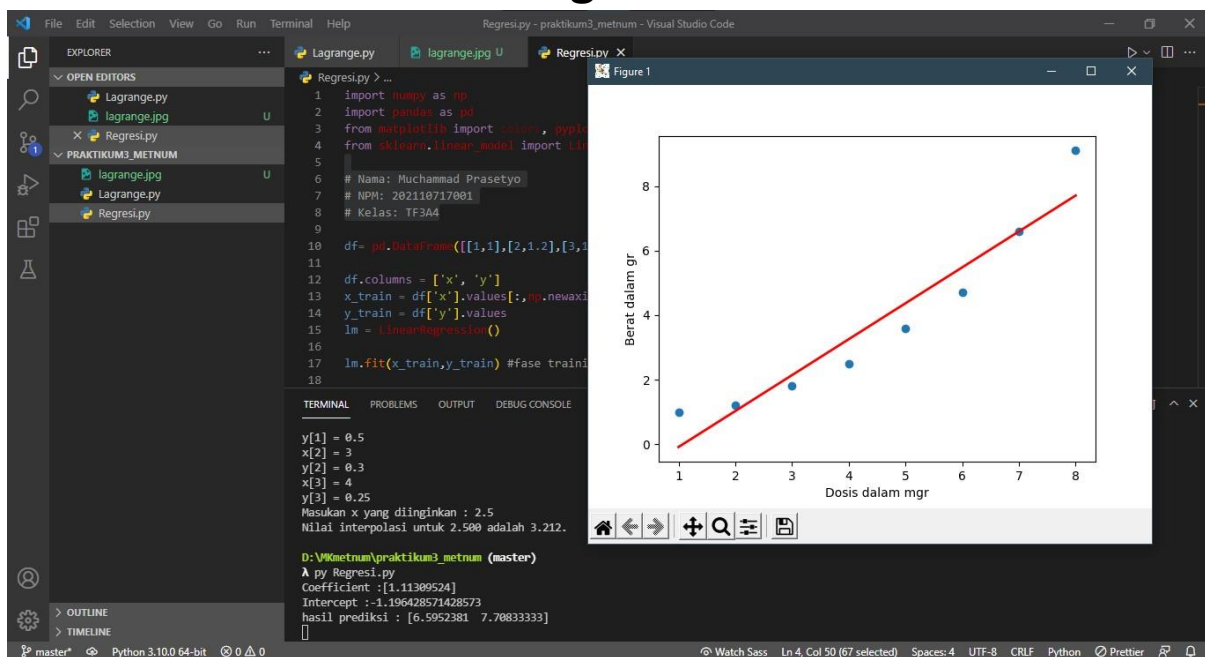 File Edit Selection View Go Run Terminal Help
Regresi.py - praktikum3_metnum - Visual Studio Code
EXPLORER
OPEN EDITORS
Lagrange.py
lagrange.jpg U
Regresi.py
PRAKTIKUM3_METNUM
lagrange.jpg U
Lagrange.py
Regresi.py
OUTLINE
TIMELINE
Lagrange.py lagrange.jpg U Regresi.py
Regresi.py > ...
1 import numpy as np
2 import pandas as pd
3 from matplotlib import
4 from sklearn.linear_model import
5
6 # Nama: Muchammad Prasetyo
7 # NPM: 202110717001
8 # Kelas: TF3A4
9
10 df= pd.DataFrame([[1,1],[2,1.2],[3,1
11
12 df.columns = ['x', 'y']
13 x_train = df['x'].values[:,np.newaxi
14 y_train = df['y'].values
15 lm = LinearRegression()
16
17 lm.fit(x_train,y_train) #fase traini
18
TERMINAL PROBLEMS OUTPUT DEBUG CONSOLE
y[1] = 0.5
x[2] = 3
y[2] = 0.3
x[3] = 4
y[3] = 0.25
Masukan x yang diinginkan : 2.5
Nilai interpolasi untuk 2.500 adalah 3.212.
D:\MKmetnum\praktikum3_metnum (master)
λ py Regresi.py
Coefficient :[1.11309524]
Intercept :-1.196428571428573
hasil prediksi : [6.5952381 7.70833333]
Figure 1
8
6
4
2
0
Berat dalam gr
1 2 3 4 5 6 7 8
Dosis dalam mgr
master* Python 3.10.0 64-bit 0 0
Watch Sass Ln 4, Col 50 (67 selected) Spaces: 4 UTF-8 CRLF Python Prettier